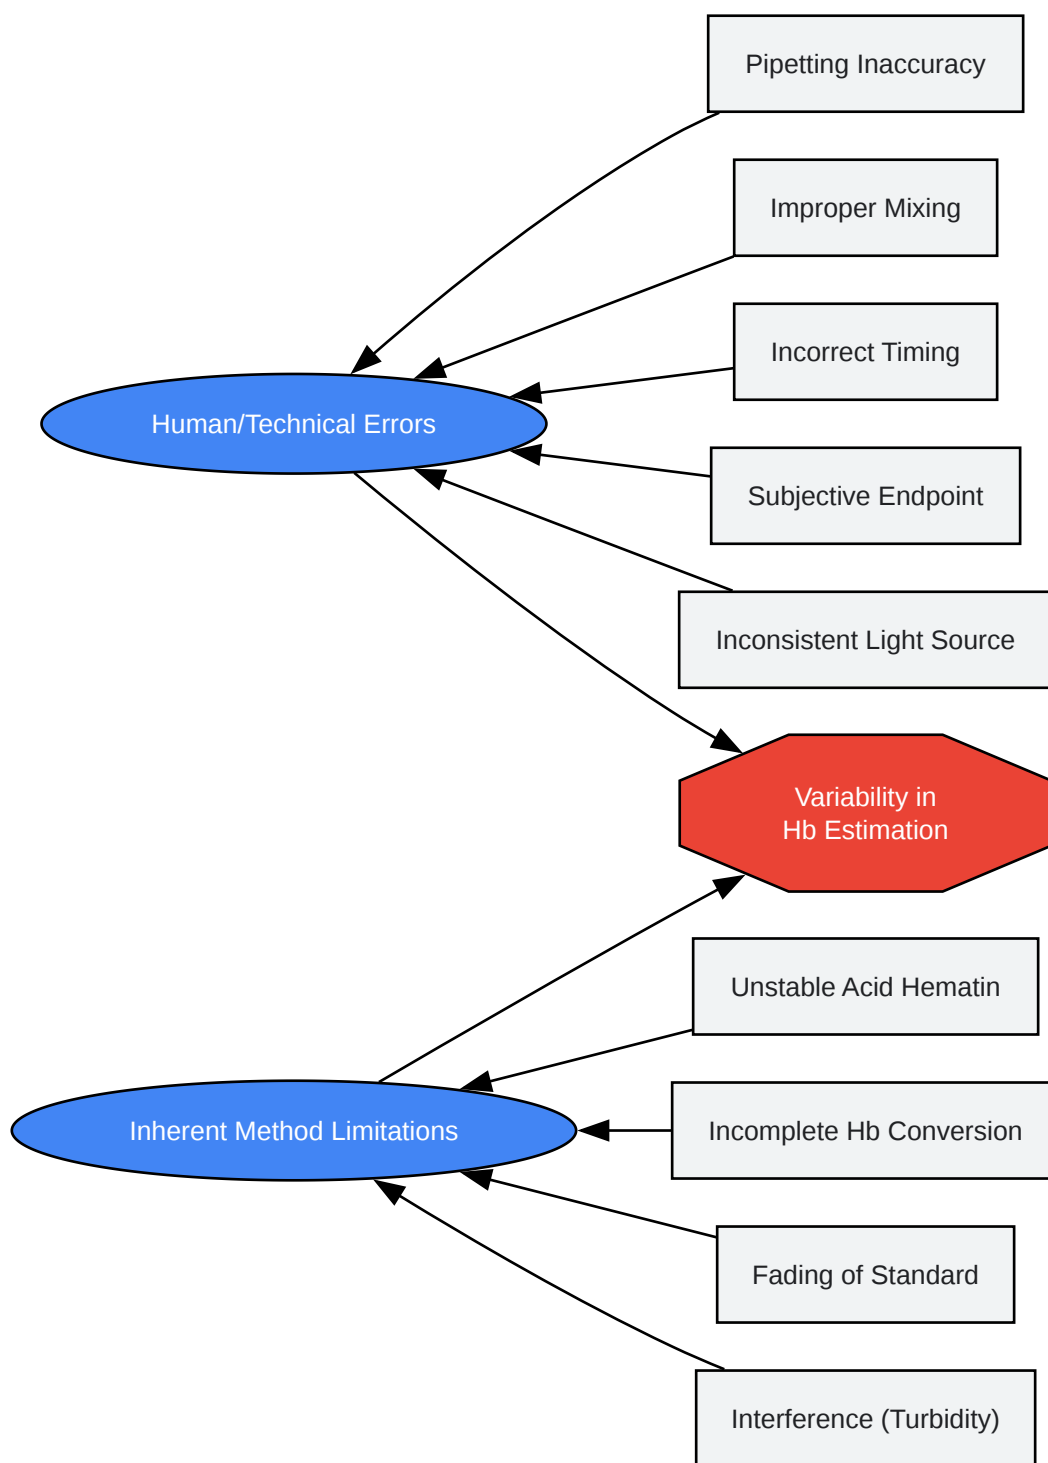 Pipetting Inaccuracy
Improper Mixing
Incorrect Timing
Human/Technical Errors
Subjective Endpoint
Inconsistent Light Source
Variability in
Hb Estimation
Unstable Acid Hematin
Inherent Method Limitations
Incomplete Hb Conversion
Fading of Standard
Interference (Turbidity)